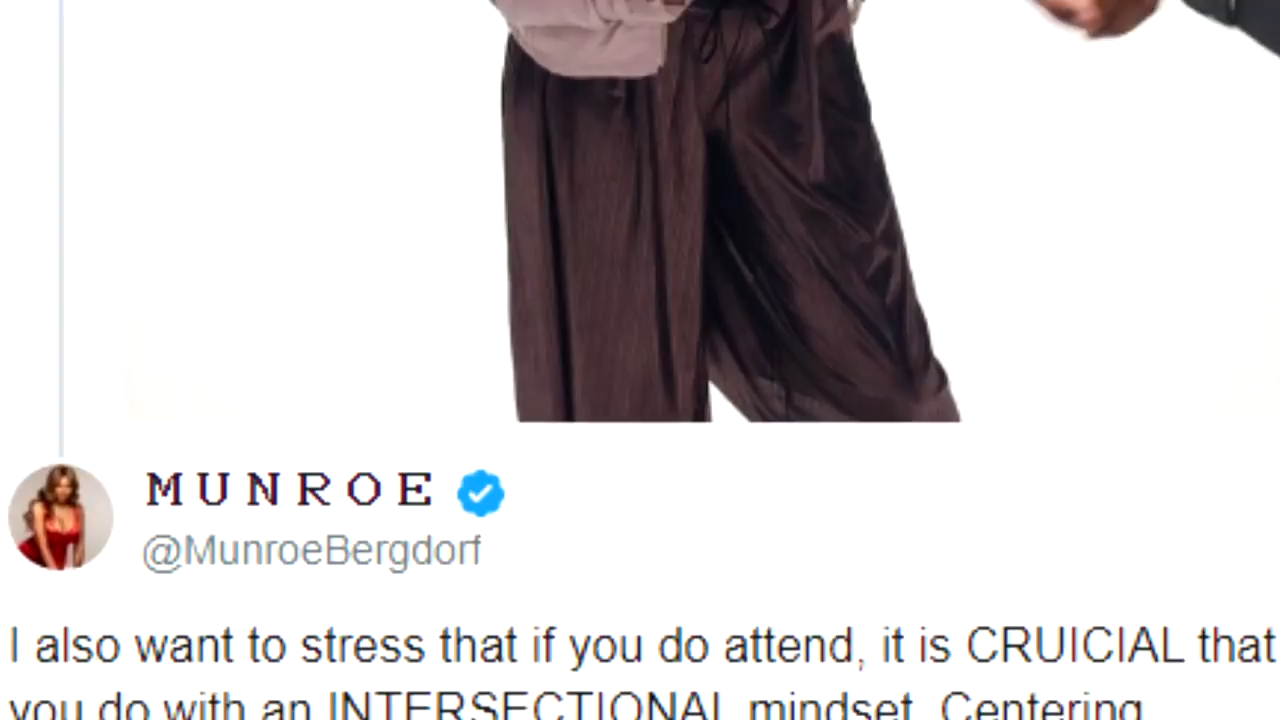 MUNROE
@MunroeBergdorf
I also want to stress that if you do attend, it is CRUICIAL that
you do with an INTERSECTIONAL mindset. Centering